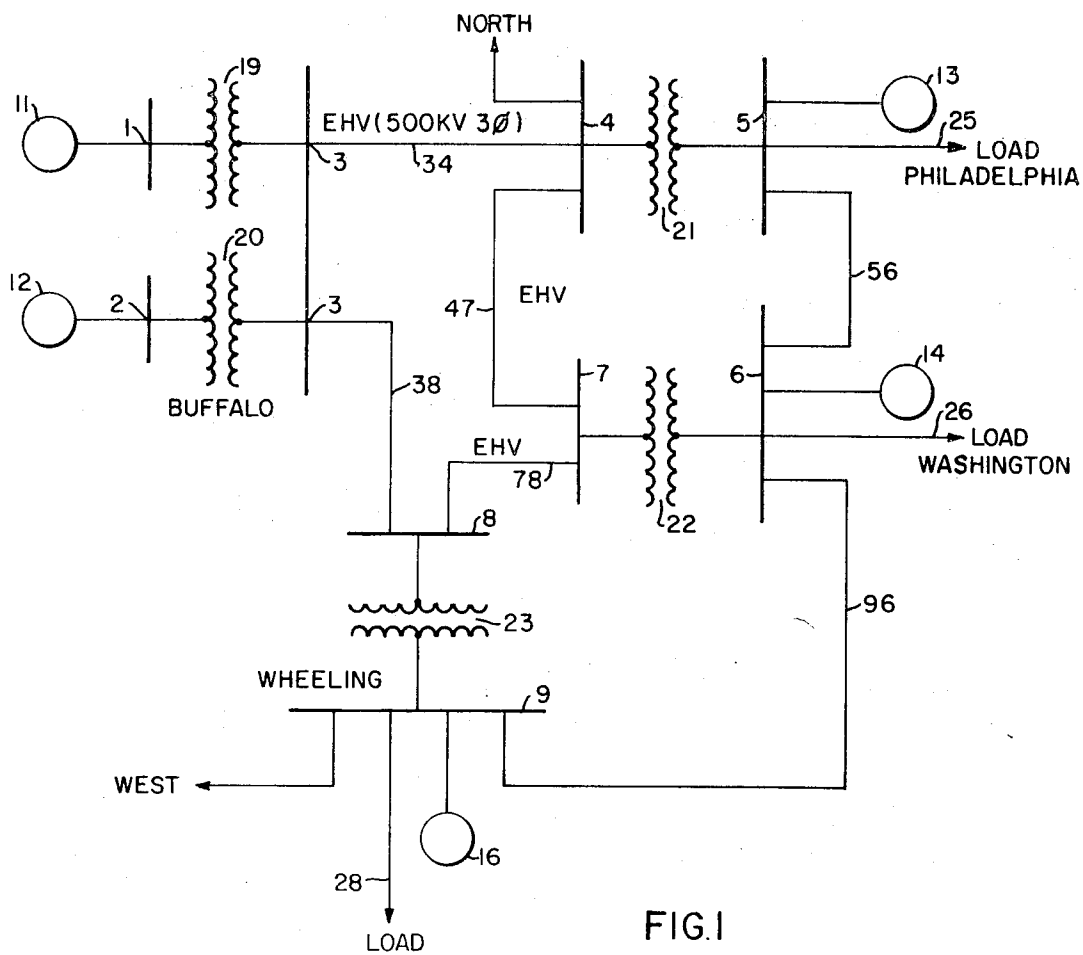 NORTH
19
11
13
1
EHV (500KV 3Ø)
4
5
25
3
34
LOAD
PHILADELPHIA
21
20
12
56
2
3
47
EHV
14
7
6
38
26
BUFFALO
EHV
LOAD
WASHINGTON
78
22
8
96
23
WHEELING
9
WEST
16
28
LOAD
FIG.1